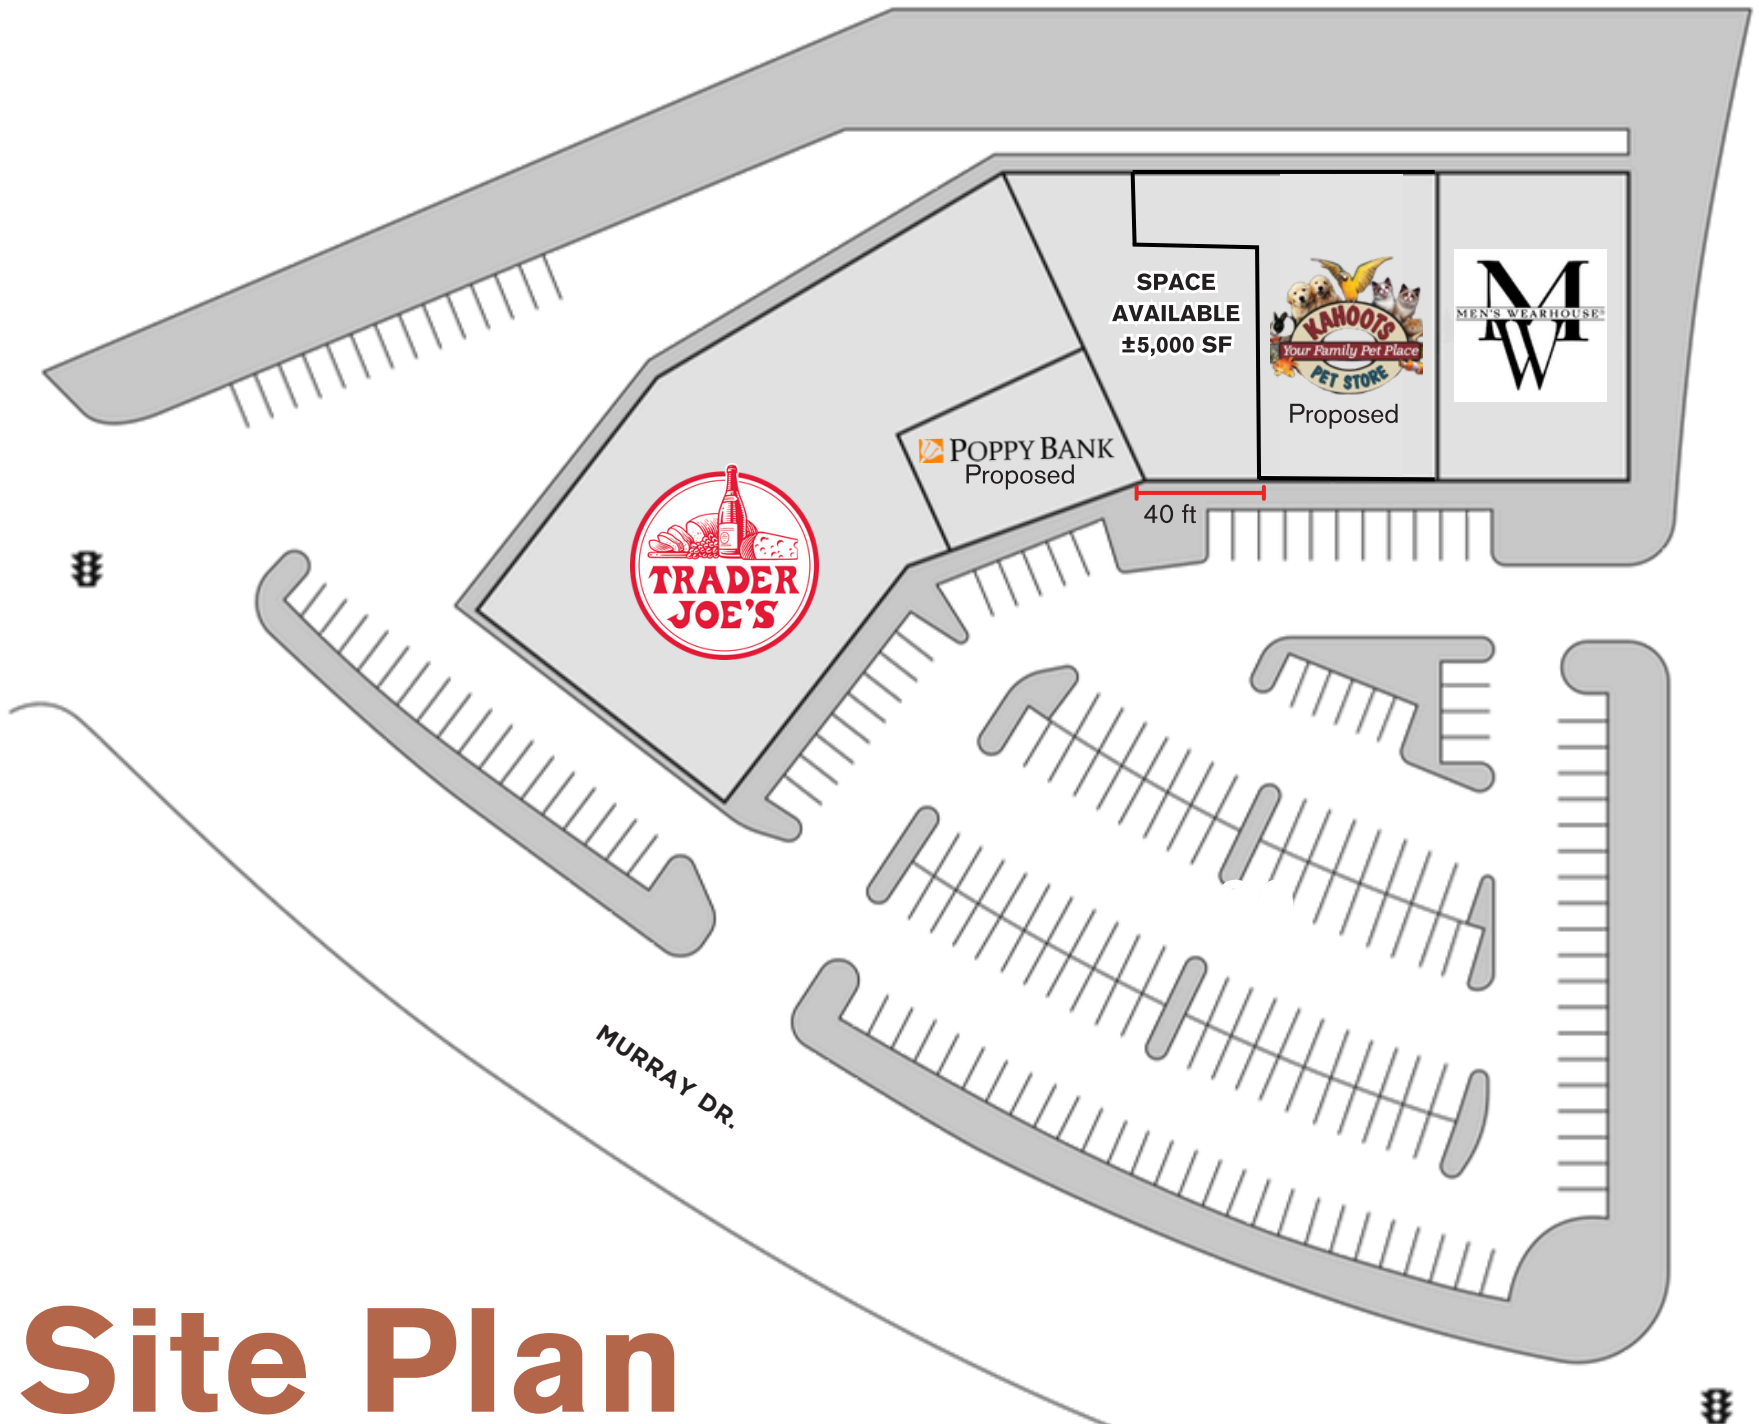 SPACE
AVAILABLE
±5,000 SF
KAHOOTS
Your Family Pet Place
PET STORE
Proposed
MW
MEN'S WEARHOUSE®
POPPY BANK
Proposed
40 ft
TRADER
JOE'S
MURRAY DR.
Site Plan